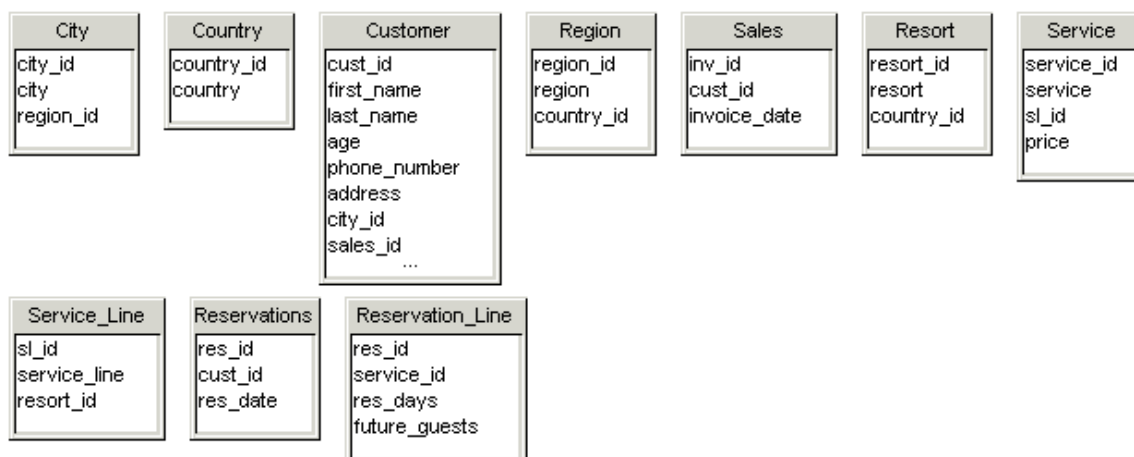 City
city_id
city
region_id
Country
country_id
country
Customer
cust_id
first_name
last_name
age
phone_number
address
city_id
sales_id
...
Region
region_id
region
country_id
Sales
inv_id
cust_id
invoice_date
Resort
resort_id
resort
country_id
Service
service_id
service
sl_id
price
Service_Line
sl_id
service_line
resort_id
Reservations
res_id
cust_id
res_date
Reservation_Line
res_id
service_id
res_days
future_guests